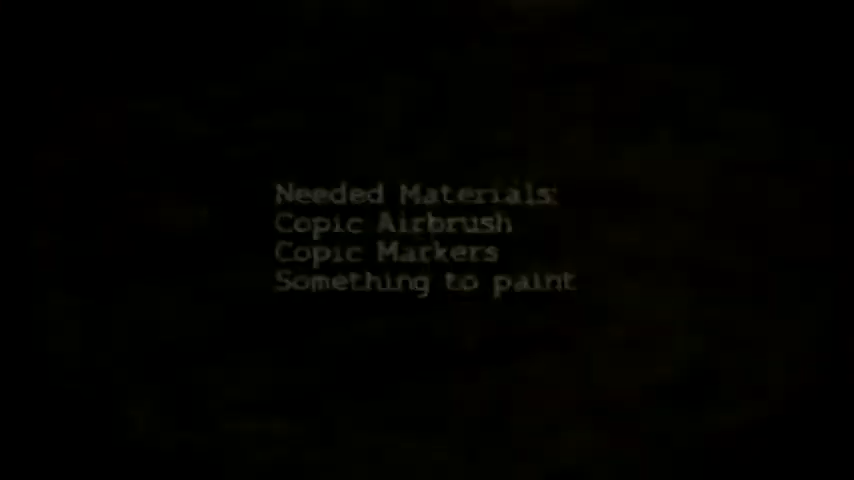 Needed Materials:
Copic Airbrush
Copic Markers
Something to paint